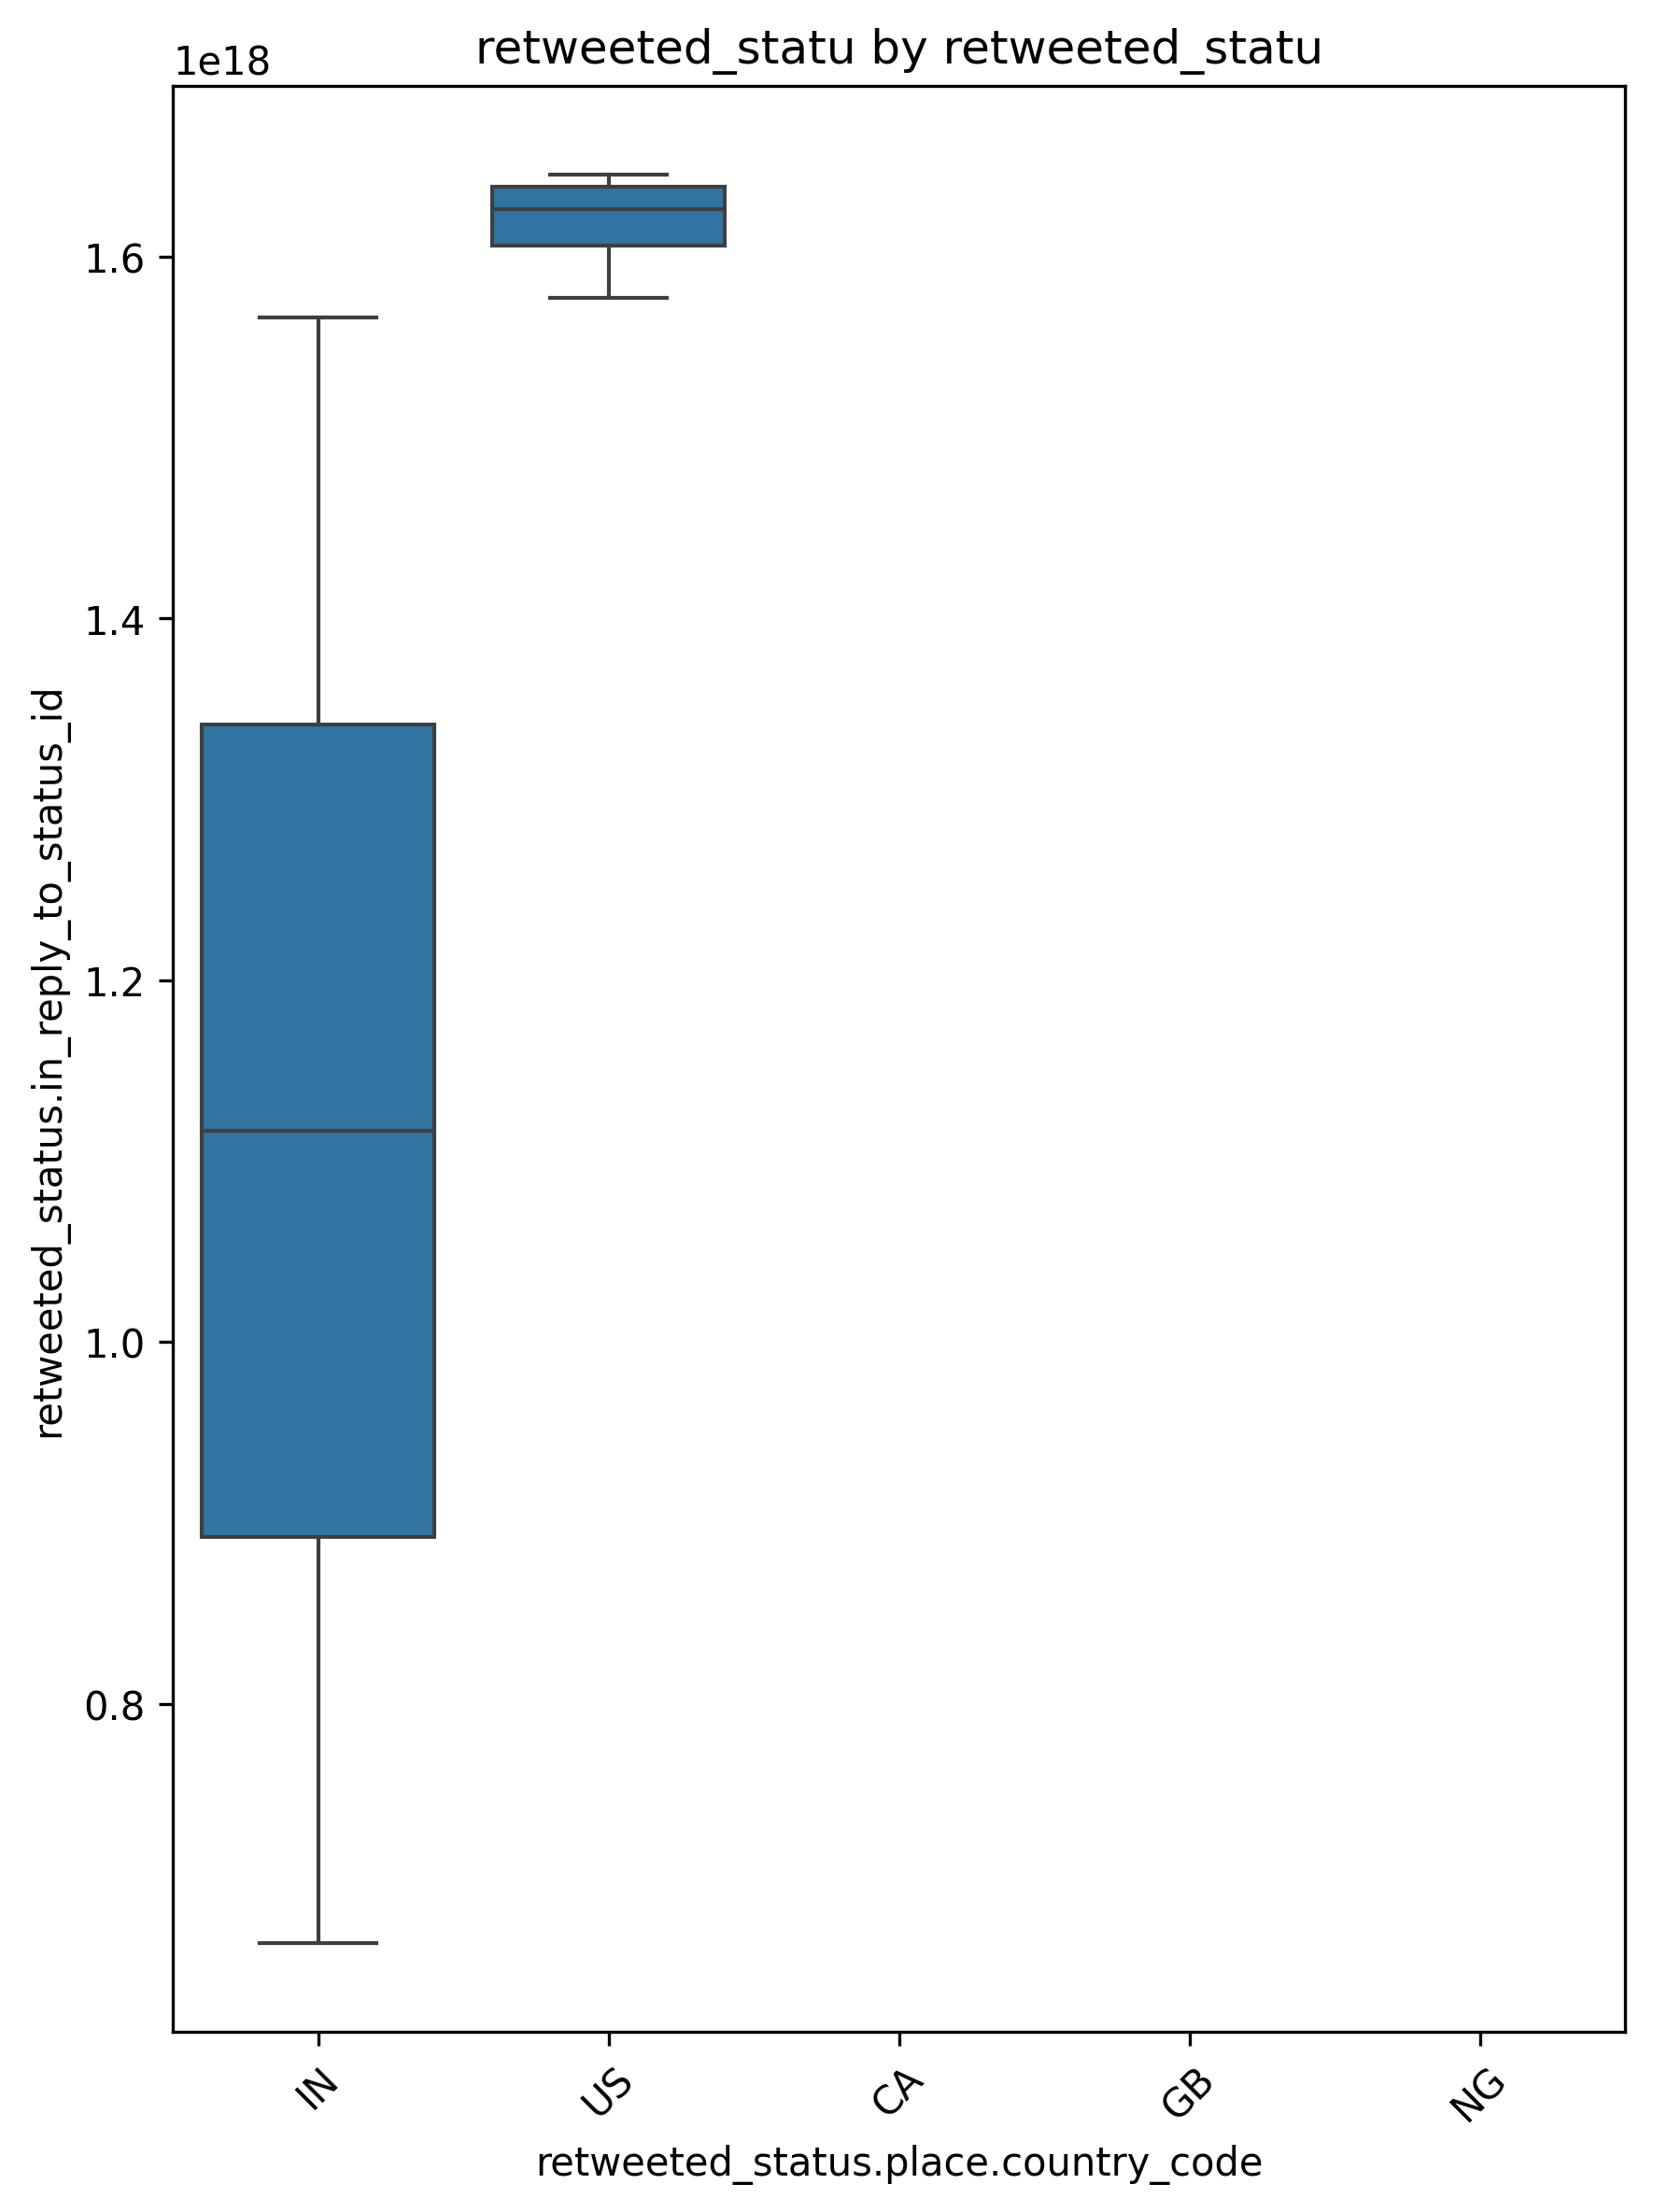 retweeted_statu by retweeted_statu
1e18
1.6
1.4
1.2
1.0
0.8
retweeted_status.in_reply_to_status_id
IN
US
CA
GB
NG
retweeted_status.place.country_code